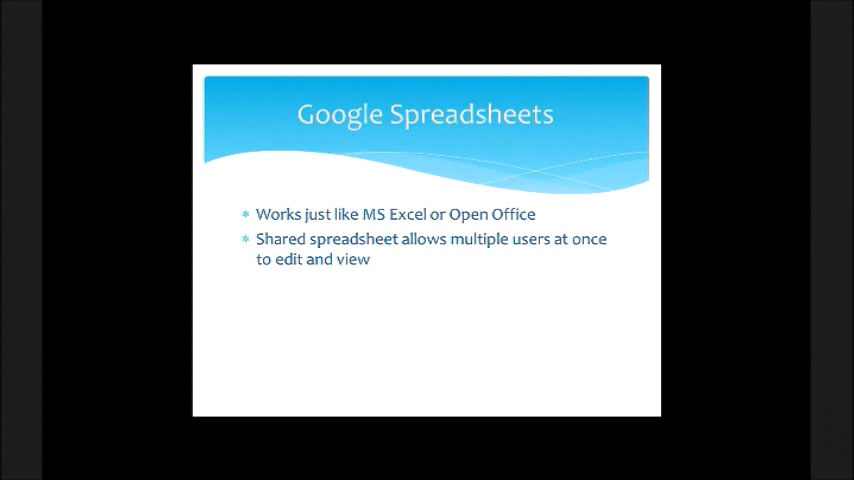 Google Spreadsheets
Works just like MS Excel or Open Office
Shared spreadsheet allows multiple users at once
to edit and view